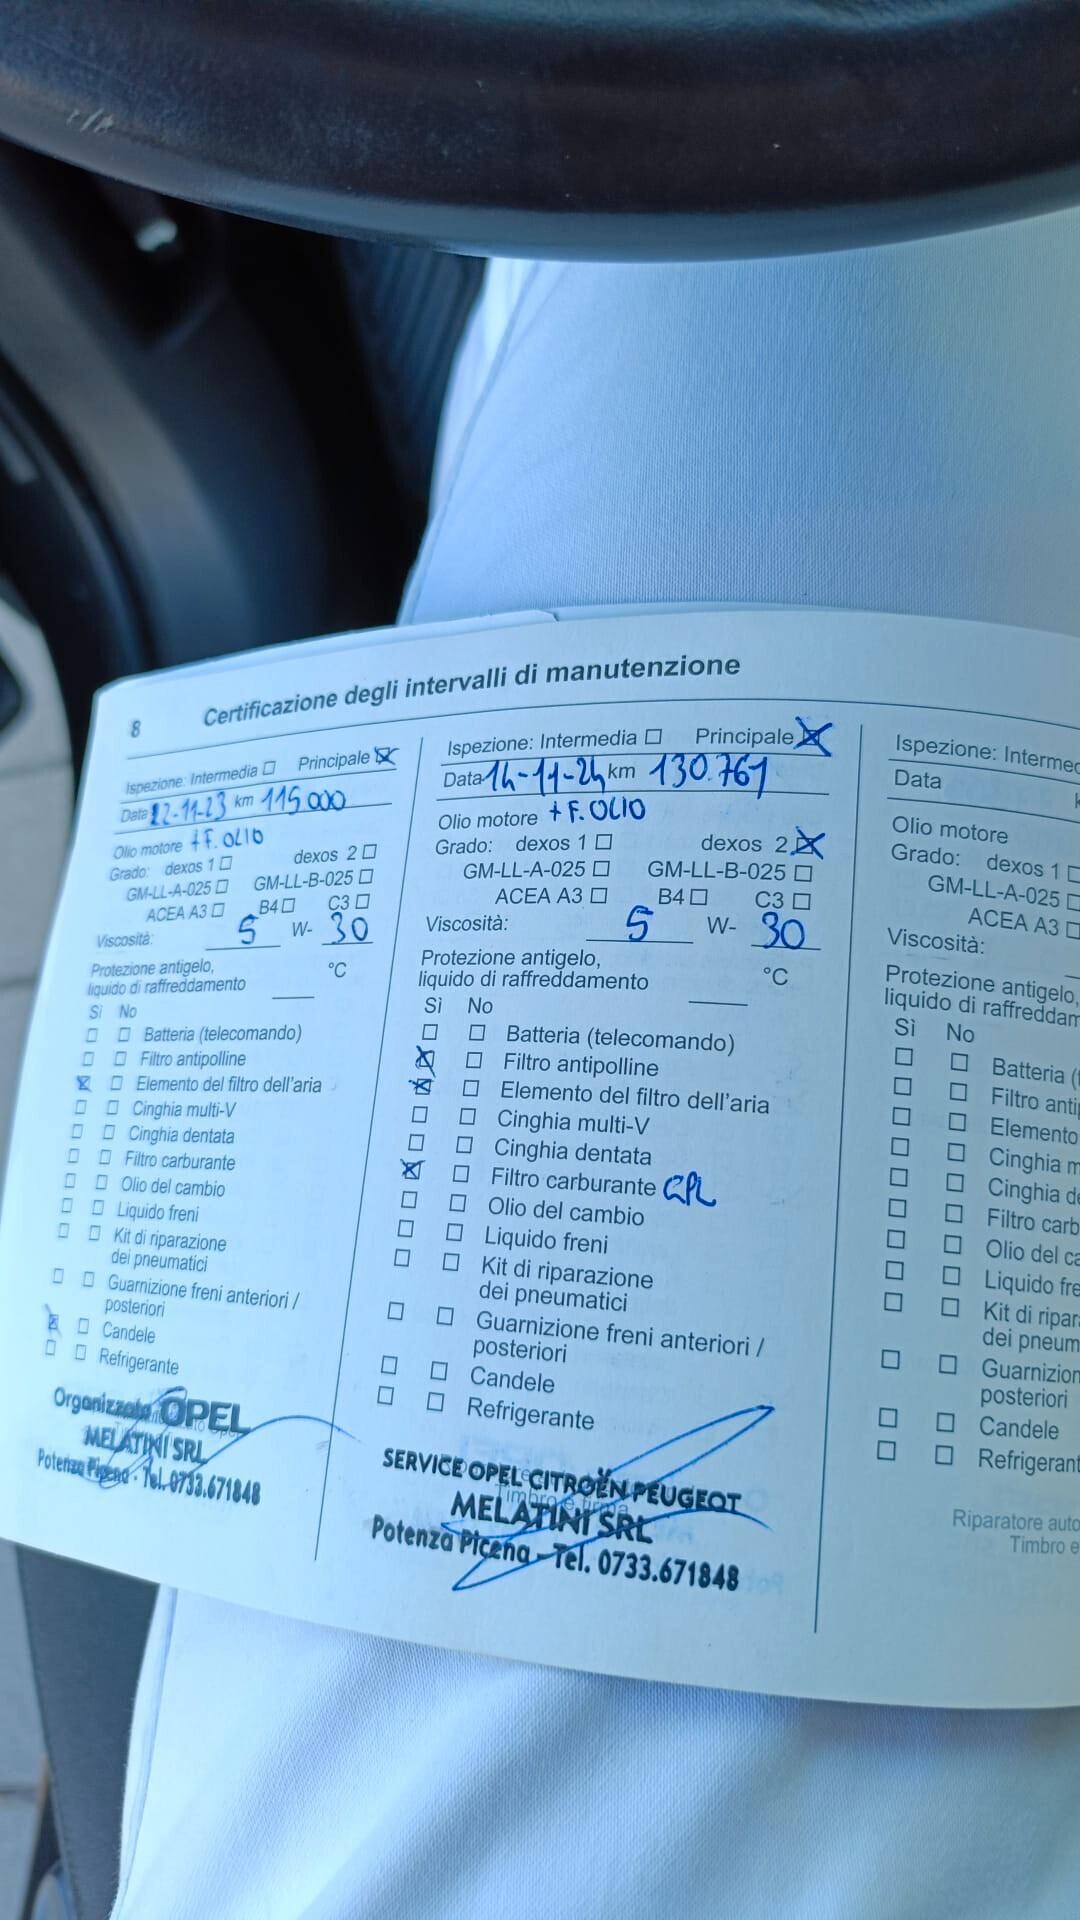 8 Certificazione degli intervalli di manutenzione
Ispezione: Intermedia ☐ Principale ☒
Data 22-11-23 km 115000
Olio motore + F. OLIO
Grado: dexos 1 ☐ dexos 2 ☐
GM-LL-A-025 ☐ GM-LL-B-025 ☐
ACEA A3 ☐ B4 ☐ C3 ☐
Viscosità: 5 W- 30
Protezione antigelo,
liquido di raffreddamento ____ °C
Sì No
☐ ☐ Batteria (telecomando)
☐ ☐ Filtro antipolline
☒ ☐ Elemento del filtro dell'aria
☐ ☐ Cinghia multi-V
☐ ☐ Cinghia dentata
☐ ☐ Filtro carburante
☐ ☐ Olio del cambio
☐ ☐ Liquido freni
☐ ☐ Kit di riparazione
dei pneumatici
☐ ☐ Guarnizione freni anteriori /
posteriori
☒ ☐ Candele
☐ ☐ Refrigerante
Organizzato OPEL
MELATINI SRL
Potenza Picena - Tel. 0733.671848
Ispezione: Intermedia ☐ Principale ☒
Data 14-11-24 km 130.761
Olio motore + F. OLIO
Grado: dexos 1 ☐ dexos 2 ☒
GM-LL-A-025 ☐ GM-LL-B-025 ☐
ACEA A3 ☐ B4 ☐ C3 ☐
Viscosità: 5 W- 30
Protezione antigelo,
liquido di raffreddamento ____ °C
Sì No
☐ ☐ Batteria (telecomando)
☒ ☐ Filtro antipolline
☒ ☐ Elemento del filtro dell'aria
☐ ☐ Cinghia multi-V
☐ ☐ Cinghia dentata
☒ ☐ Filtro carburante GPL
☐ ☐ Olio del cambio
☐ ☐ Liquido freni
☐ ☐ Kit di riparazione
dei pneumatici
☐ ☐ Guarnizione freni anteriori /
posteriori
☐ ☐ Candele
☐ ☐ Refrigerante
SERVICE OPEL CITROËN PEUGEOT
Timbro e firma
MELATINI SRL
Potenza Picena - Tel. 0733.671848
Ispezione: Interme
Data
Olio motore
Grado: dexos 1 ☐
GM-LL-A-025 ☐
ACEA A3 ☐
Viscosità:
Protezione antigelo,
liquido di raffreddam
Sì No
☐ ☐ Batteria (
☐ ☐ Filtro anti
☐ ☐ Elemento
☐ ☐ Cinghia m
☐ ☐ Cinghia de
☐ ☐ Filtro carb
☐ ☐ Olio del ca
☐ ☐ Liquido fre
☐ ☐ Kit di ripar
dei pneum
☐ ☐ Guarnizion
posteriori
☐ ☐ Candele
☐ ☐ Refrigerant
Riparatore auto
Timbro e